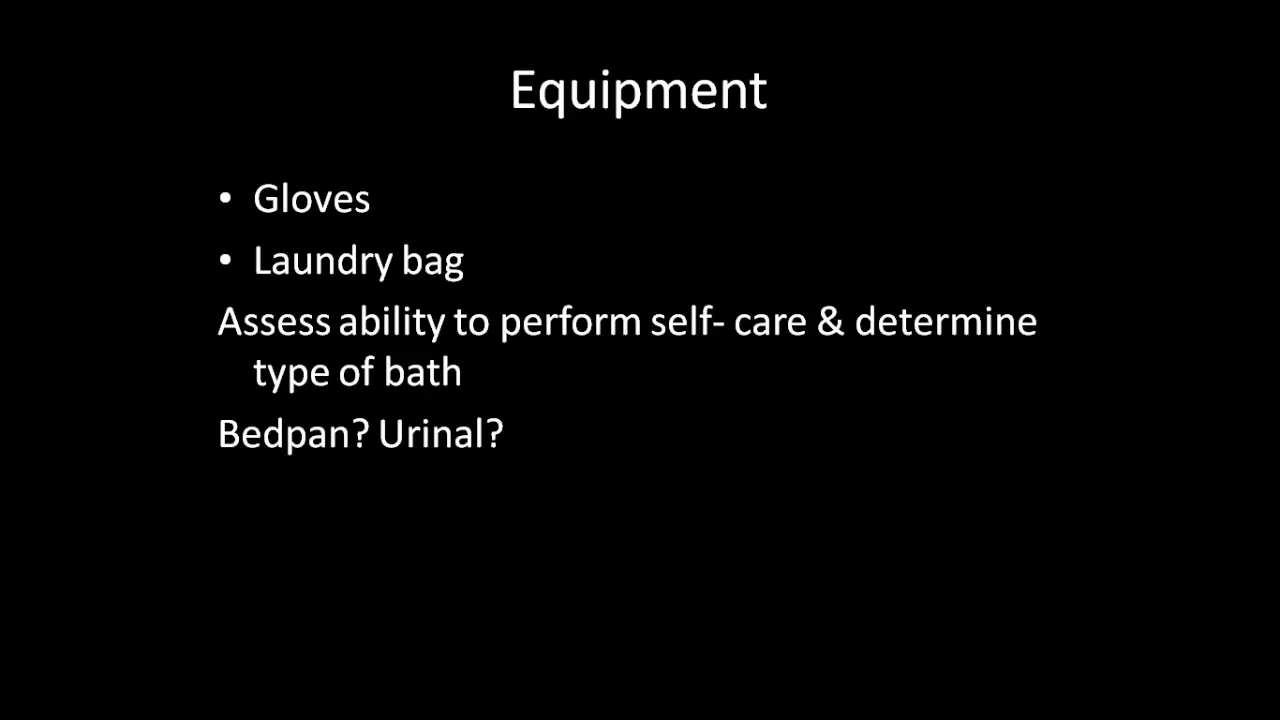 Equipment
• Gloves
• Laundry bag
Assess ability to perform self- care & determine
type of bath
Bedpan? Urinal?